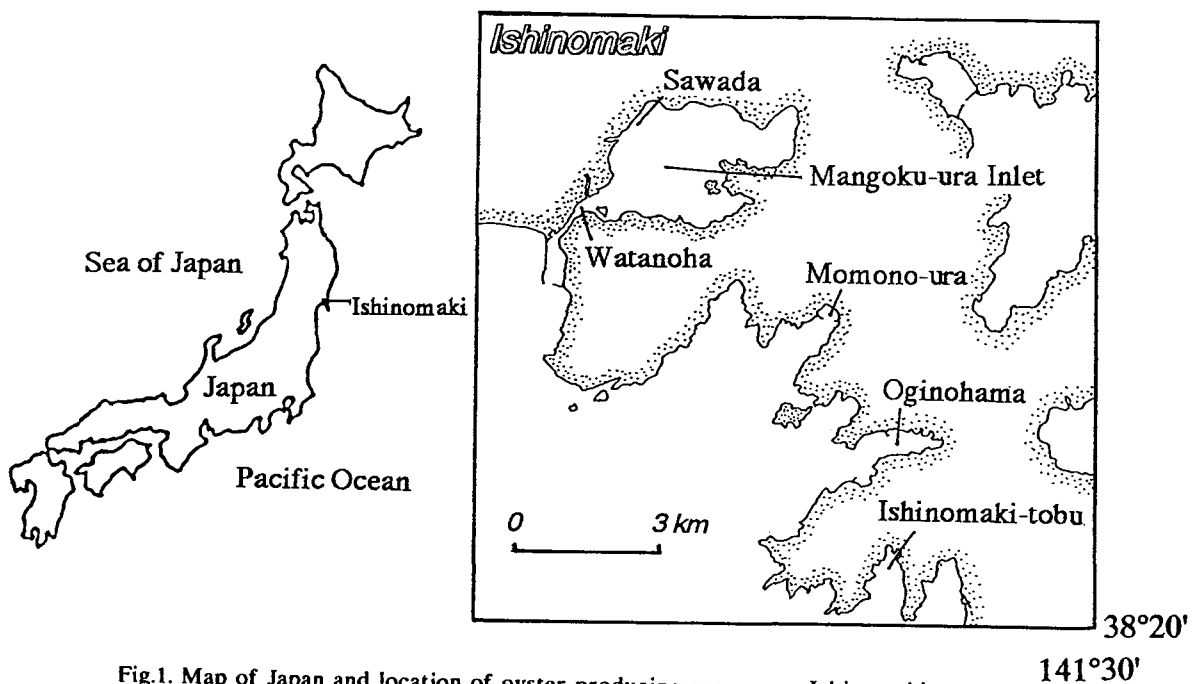 Ishinomaki
Sawada
Mangoku-ura Inlet
Watanoha
Momono-ura
Sea of Japan
Ishinomaki
Japan
Oginohama
Pacific Ocean
Ishinomaki-tobu
0 3 km
38°20'
141°30'
Fig.1. Map of Japan and location of oyster producing